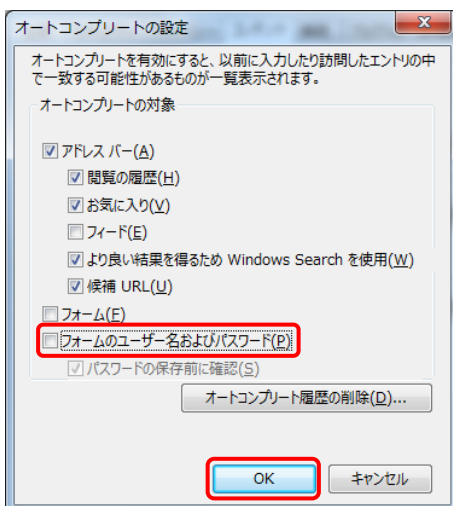 オートコンプリートの設定
オートコンプリートを有効にすると、以前に入力したり訪問したエントリの中
で一致する可能性があるものが一覧表示されます。
オートコンプリートの対象
アドレス バー(A)
閲覧の履歴(H)
お気に入り(V)
フィード(E)
より良い結果を得るため Windows Search を使用(W)
候補 URL(U)
フォーム(F)
フォームのユーザー名およびパスワード(P)
パスワードの保存前に確認(S)
オートコンプリート履歴の削除(D)...
OK
キャンセル